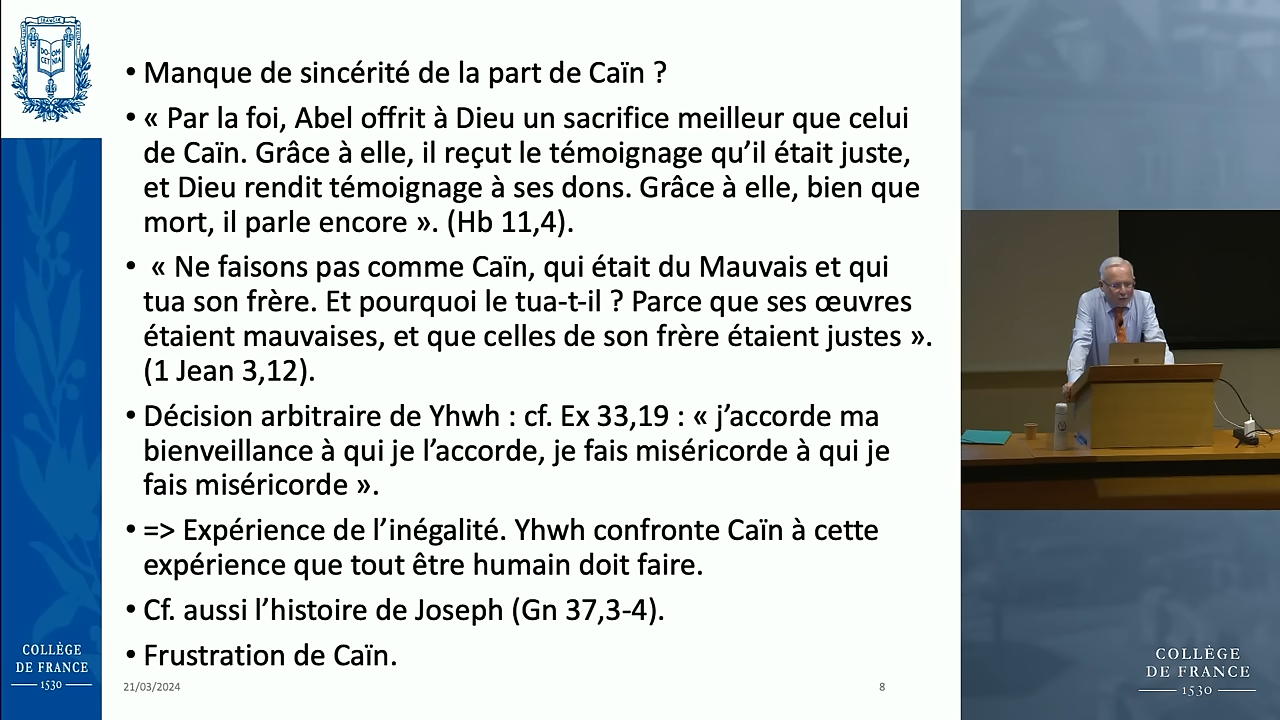 • Manque de sincérité de la part de Caïn ?
• « Par la foi, Abel offrit à Dieu un sacrifice meilleur que celui
de Caïn. Grâce à elle, il reçut le témoignage qu’il était juste,
et Dieu rendit témoignage à ses dons. Grâce à elle, bien que
mort, il parle encore ». (Hb 11,4).
• « Ne faisons pas comme Caïn, qui était du Mauvais et qui
tua son frère. Et pourquoi le tua-t-il ? Parce que ses œuvres
étaient mauvaises, et que celles de son frère étaient justes ».
(1 Jean 3,12).
• Décision arbitraire de Yhwh : cf. Ex 33,19 : « j’accorde ma
bienveillance à qui je l’accorde, je fais miséricorde à qui je
fais miséricorde ».
• => Expérience de l’inégalité. Yhwh confronte Caïn à cette
expérience que tout être humain doit faire.
• Cf. aussi l’histoire de Joseph (Gn 37,3-4).
• Frustration de Caïn.
21/03/2024
8
COLLÈGE
DE FRANCE
1530
COLLÈGE
DE FRANCE
1530